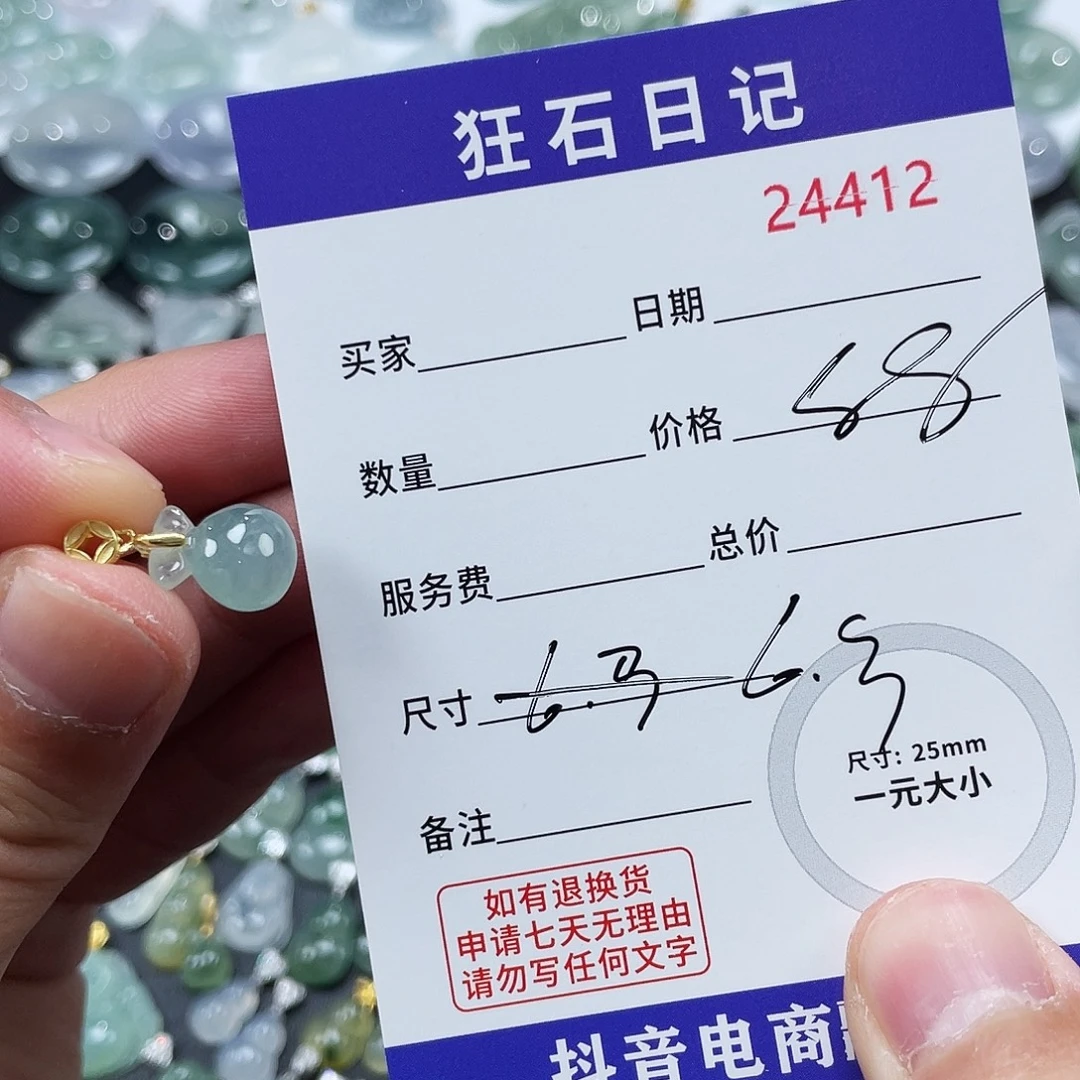 狂石日记
24412
买家 日期
数量 价格 58
服务费 总价
尺寸 6.3 6.3
尺寸: 25mm
一元大小
备注
如有退换货
申请七天无理由
请勿写任何文字
抖音电商